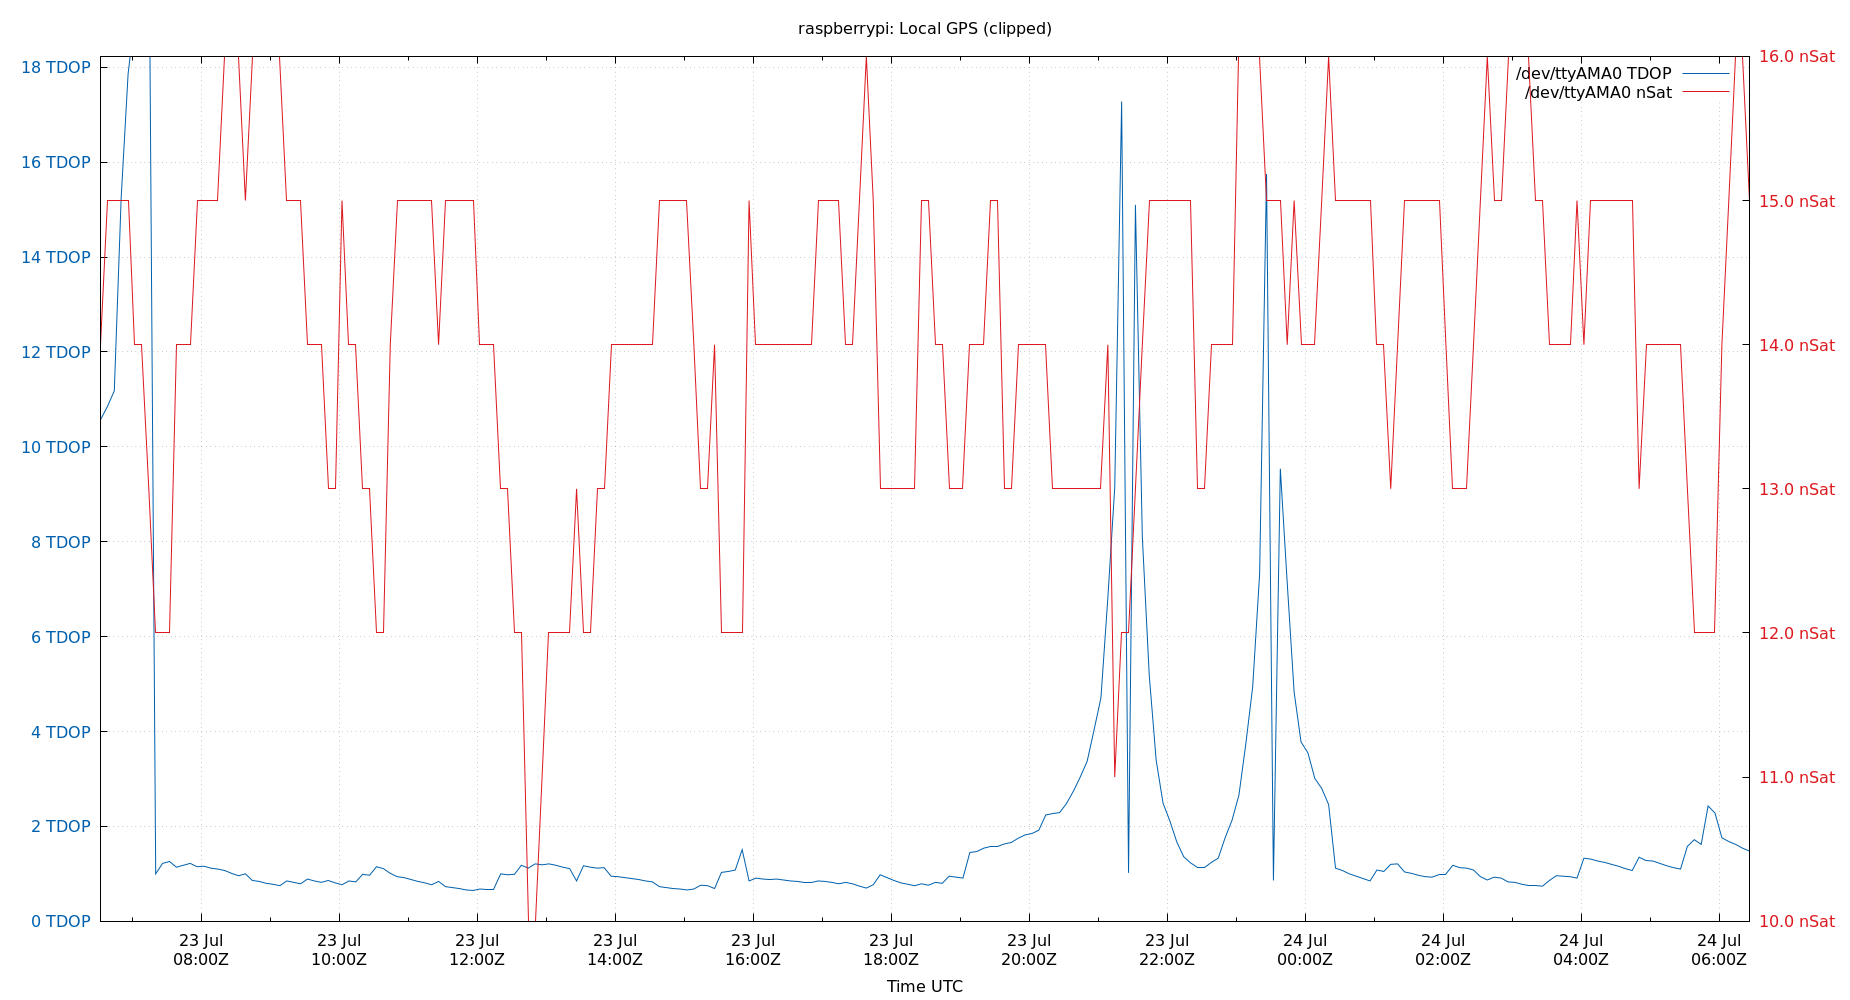 raspberrypi: Local GPS (clipped)
18 TDOP
16 TDOP
14 TDOP
12 TDOP
10 TDOP
8 TDOP
6 TDOP
4 TDOP
2 TDOP
0 TDOP
/dev/ttyAMA0 TDOP
/dev/ttyAMA0 nSat
16.0 nSat
15.0 nSat
14.0 nSat
13.0 nSat
12.0 nSat
11.0 nSat
10.0 nSat
23 Jul 23 Jul 23 Jul 23 Jul 23 Jul 23 Jul 23 Jul 23 Jul 24 Jul 24 Jul 24 Jul 24 Jul
08:00Z 10:00Z 12:00Z 14:00Z 16:00Z 18:00Z 20:00Z 22:00Z 00:00Z 02:00Z 04:00Z 06:00Z
Time UTC